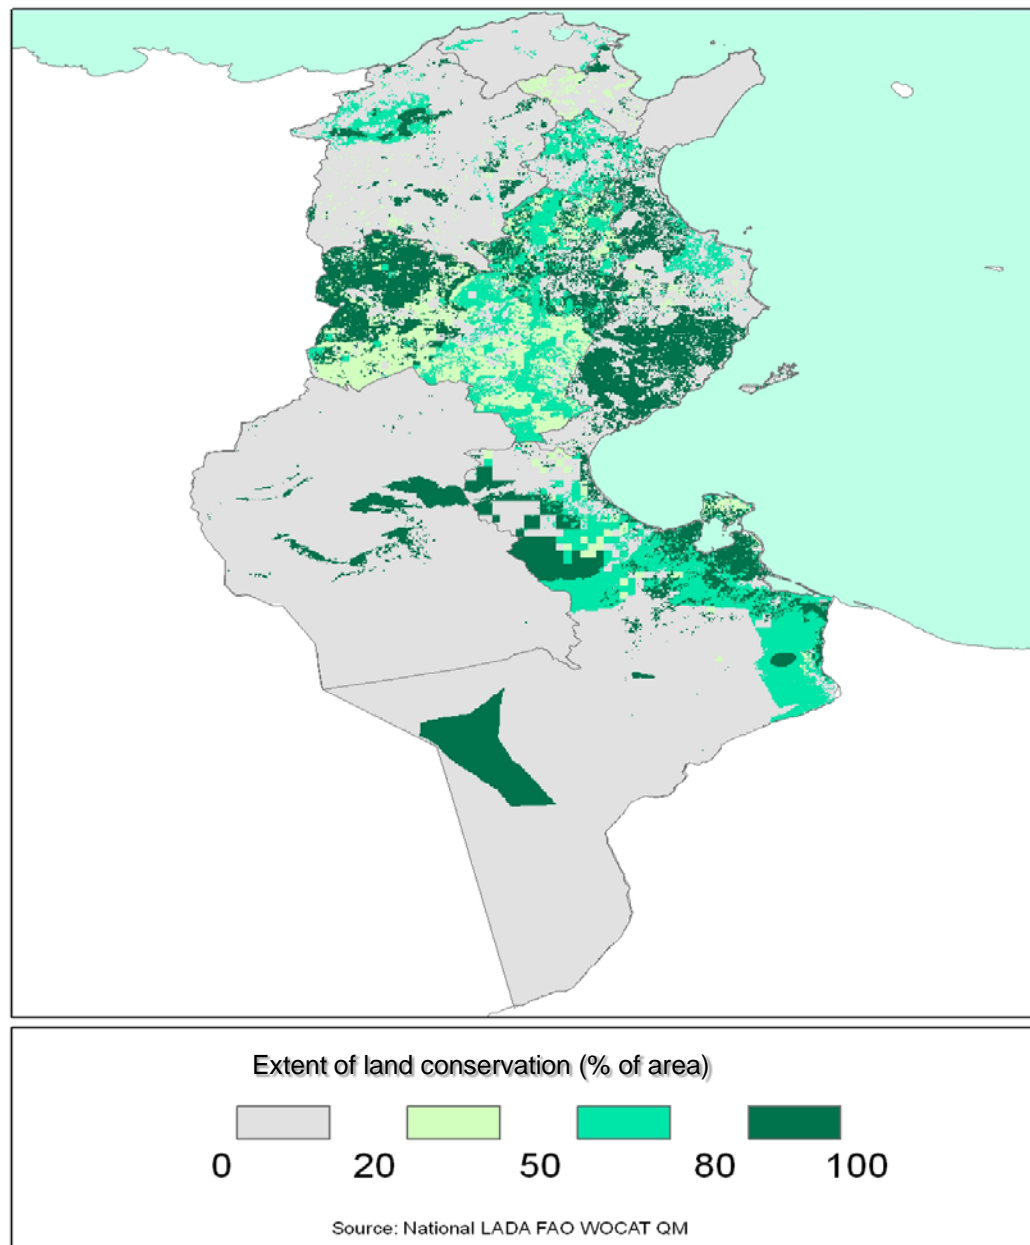 Extent of land conservation (% of area)
0 20 50 80 100
Source: National LADA FAO WOCAT QM